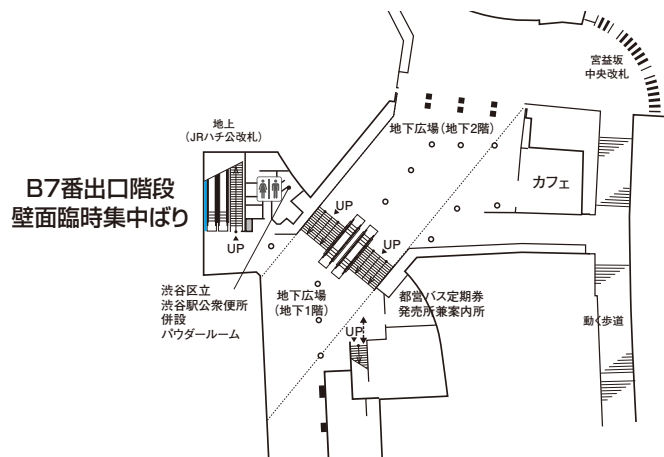 宮益坂
中央改札
地上
(JRハチ公改札)
地下広場(地下2階)
B7番出口階段
壁面臨時集中ばり
カフェ
UP
UP
UP
渋谷区立
渋谷駅公衆便所
併設
パウダールーム
地下広場
(地下1階)
都営バス定期券
発売所兼案内所
UP
動く歩道